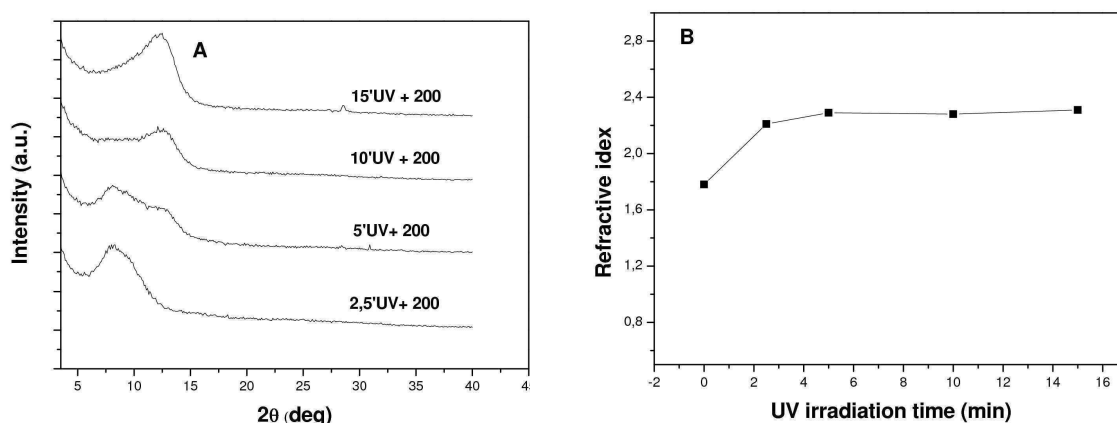 A
15'UV + 200
10'UV + 200
5'UV+ 200
2,5'UV+ 200
Intensity (a.u.)
5 10 15 20 25 30 35 40 45
2θ (deg)
B
2,8
2,4
2,0
1,6
1,2
0,8
Refractive idex
-2 0 2 4 6 8 10 12 14 16
UV irradiation time (min)